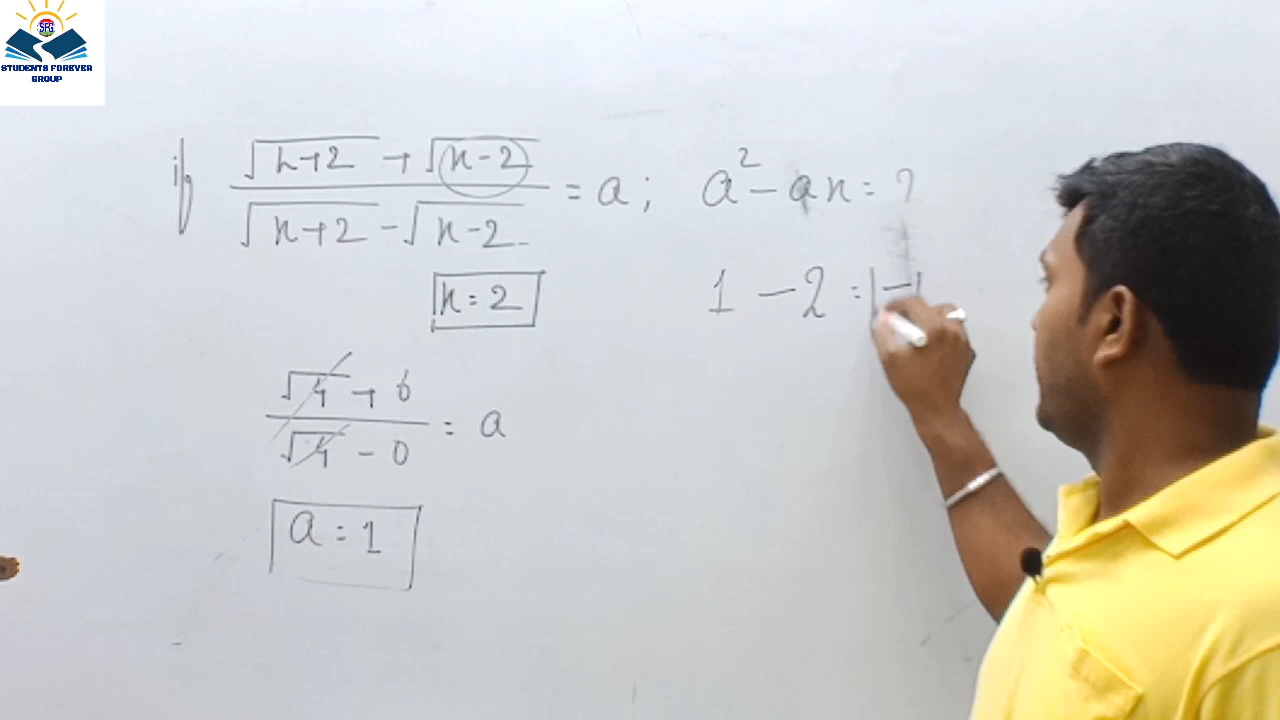 SFG
STUDENTS FOREVER
GROUP
if (√(x+2) + √(x-2)) / (√(x+2) - √(x-2)) = a; a² - ax = ?
x = 2
1 - 2 = -1
(√4 + 0) / (√4 - 0) = a
a = 1